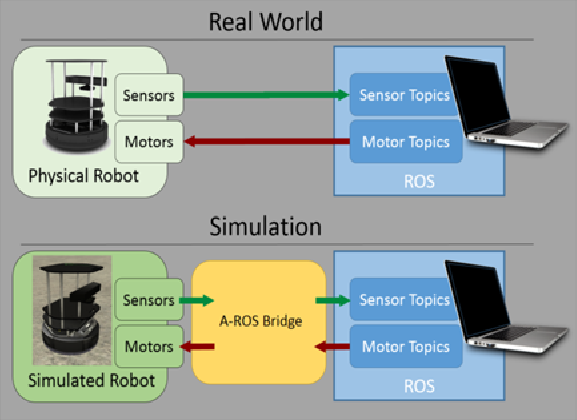 Real World
Sensors
Sensor Topics
Motors
Motor Topics
Physical Robot
ROS
Simulation
Sensors
A-ROS Bridge
Sensor Topics
Motors
Motor Topics
Simulated Robot
ROS